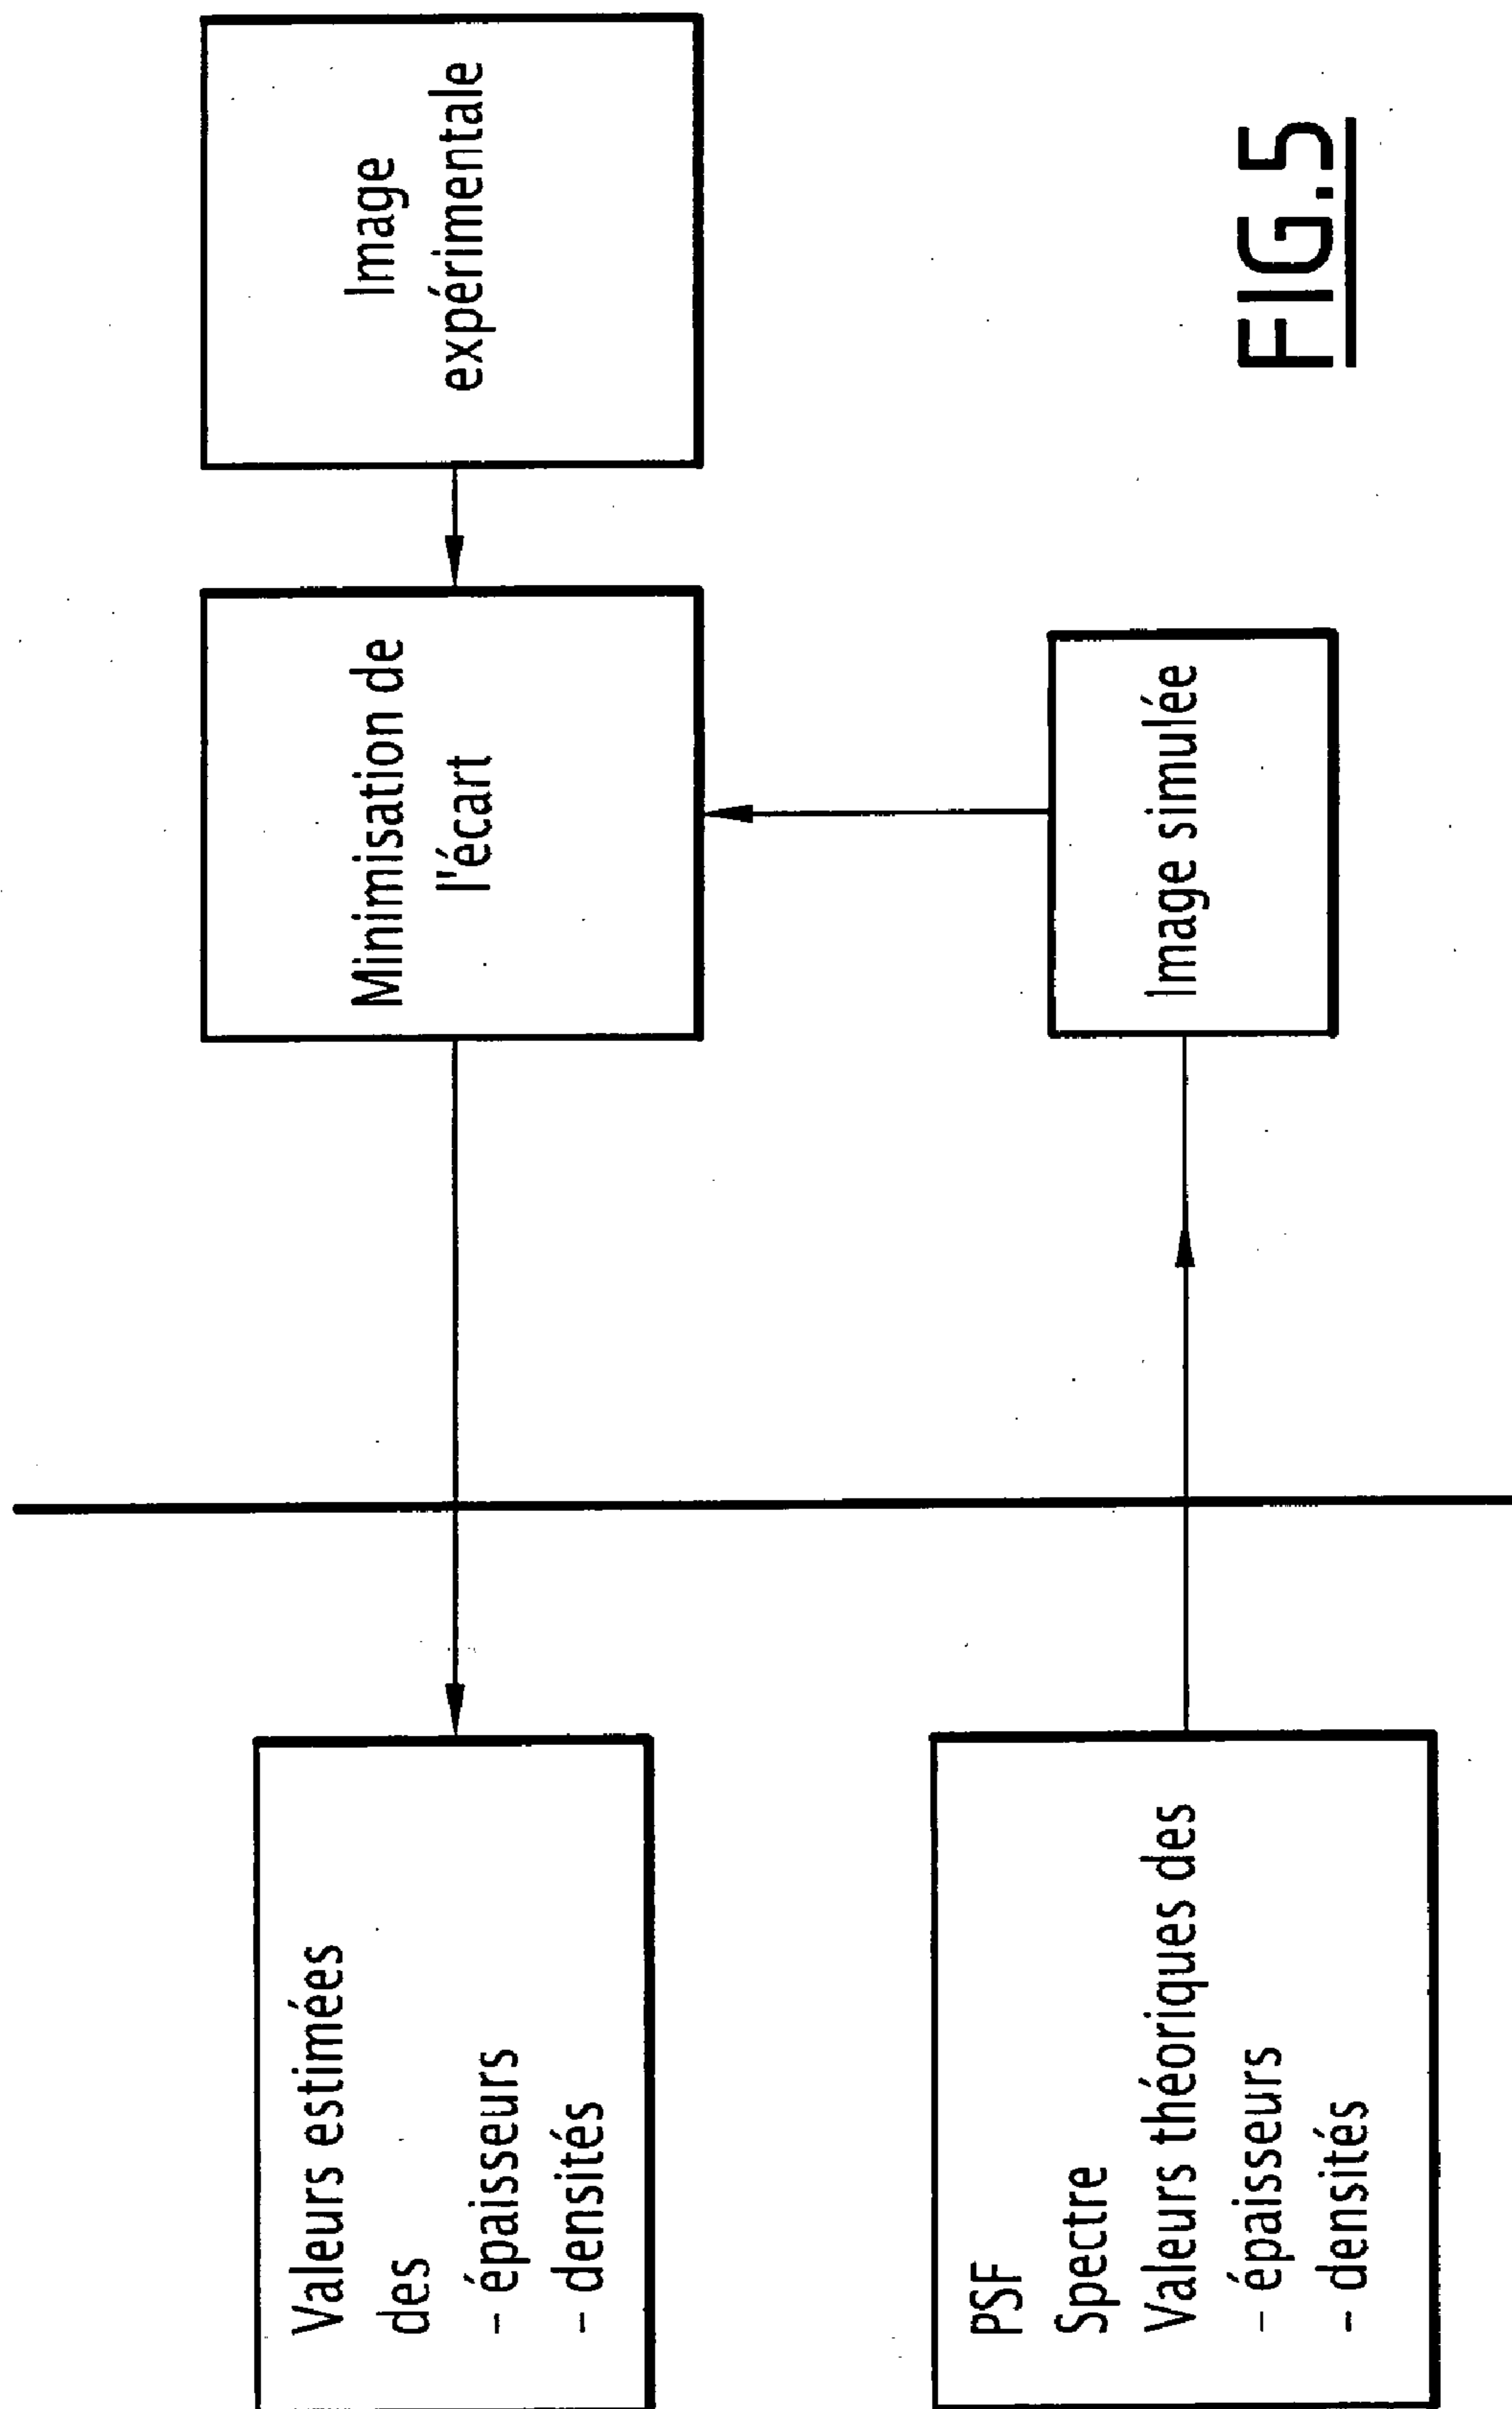 Valeurs estimées
des
- épaisseurs
- densités
Minimisation de
l'écart
Image
expérimentale
PSF
Spectre
Valeurs théoriques des
- épaisseurs
- densités
Image simulée
FIG.5